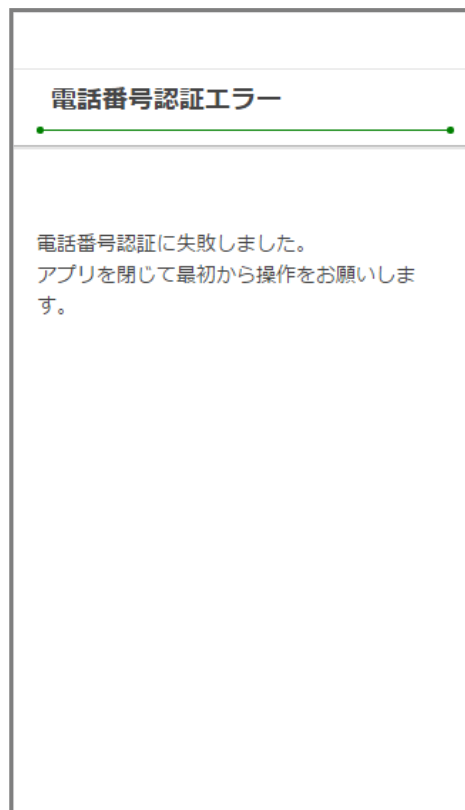 電話番号認証エラー
電話番号認証に失敗しました。
アプリを閉じて最初から操作をお願いしま
す。